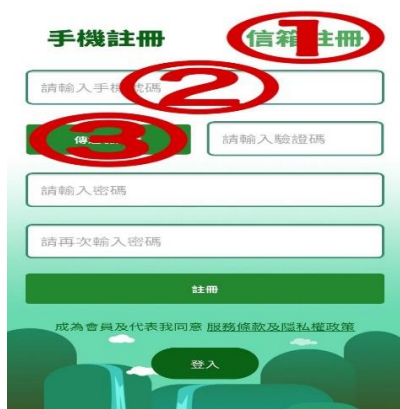 手機註冊 信箱註冊
1
請輸入手機號碼
2
3
請輸入驗證碼
請輸入密碼
請再次輸入密碼
註冊
成為會員及代表我同意 服務條款及隱私權政策
登入